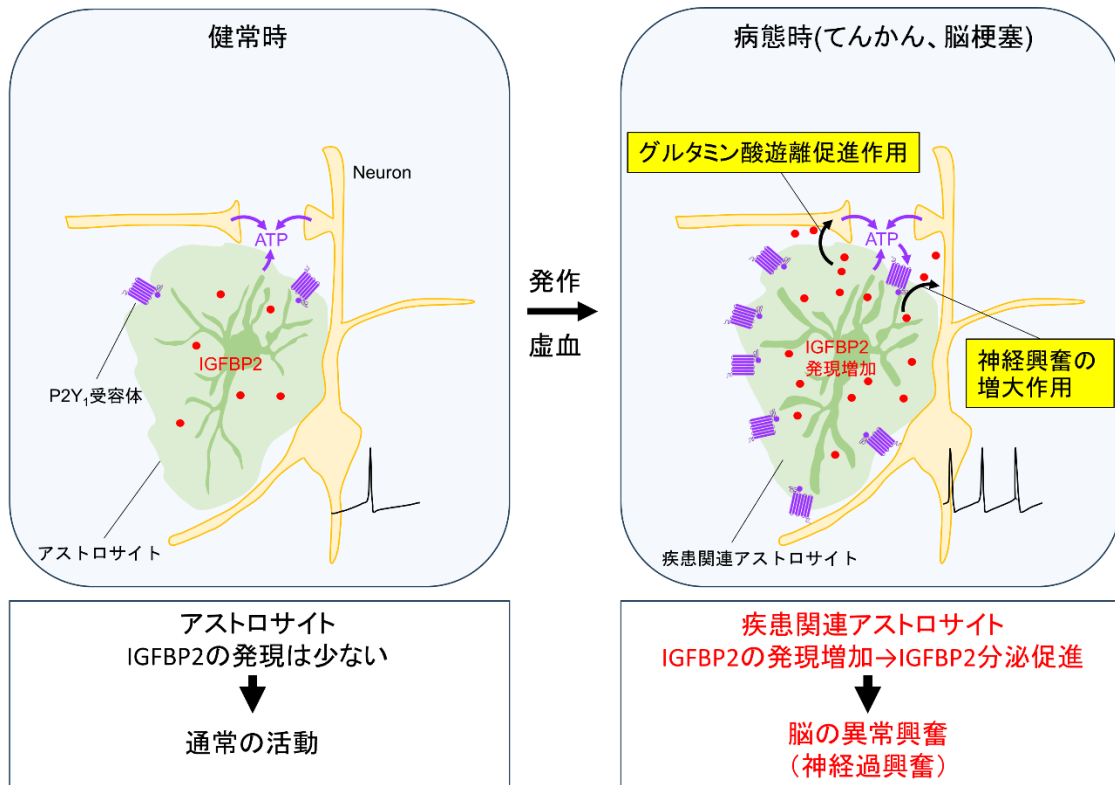 健常時
Neuron
ATP
IGFBP2
P2Y₁受容体
アストロサイト
アストロサイト
IGFBP2の発現は少ない
通常の活動
発作
虚血
病態時(てんかん、脳梗塞)
グルタミン酸遊離促進作用
ATP
IGFBP2
発現増加
神経興奮の
増大作用
疾患関連アストロサイト
疾患関連アストロサイト
IGFBP2の発現増加→IGFBP2分泌促進
脳の異常興奮
（神経過興奮）